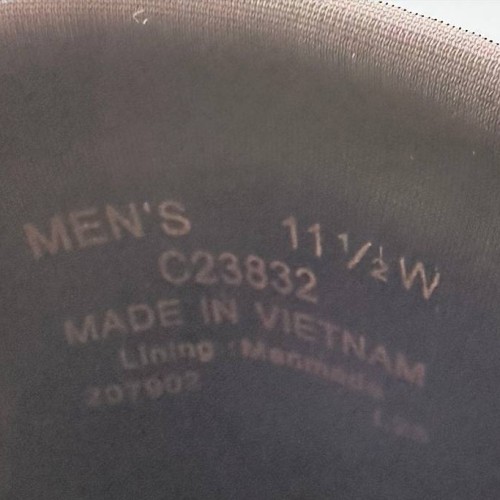 MEN'S 11 1/2 W
C23832
MADE IN VIETNAM
Lining Manmade
207902